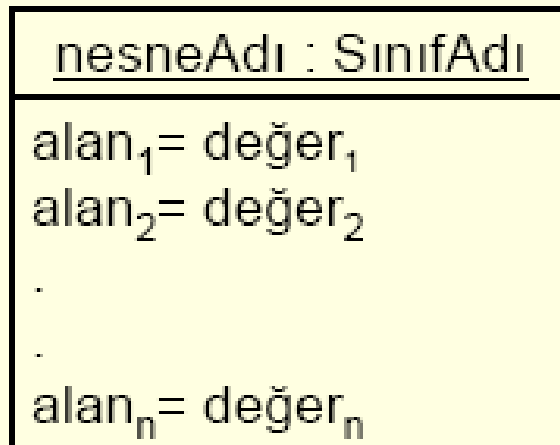 nesneAdı : SınıfAdı
alan₁= değer₁
alan₂= değer₂
.
.
alanₙ= değerₙ